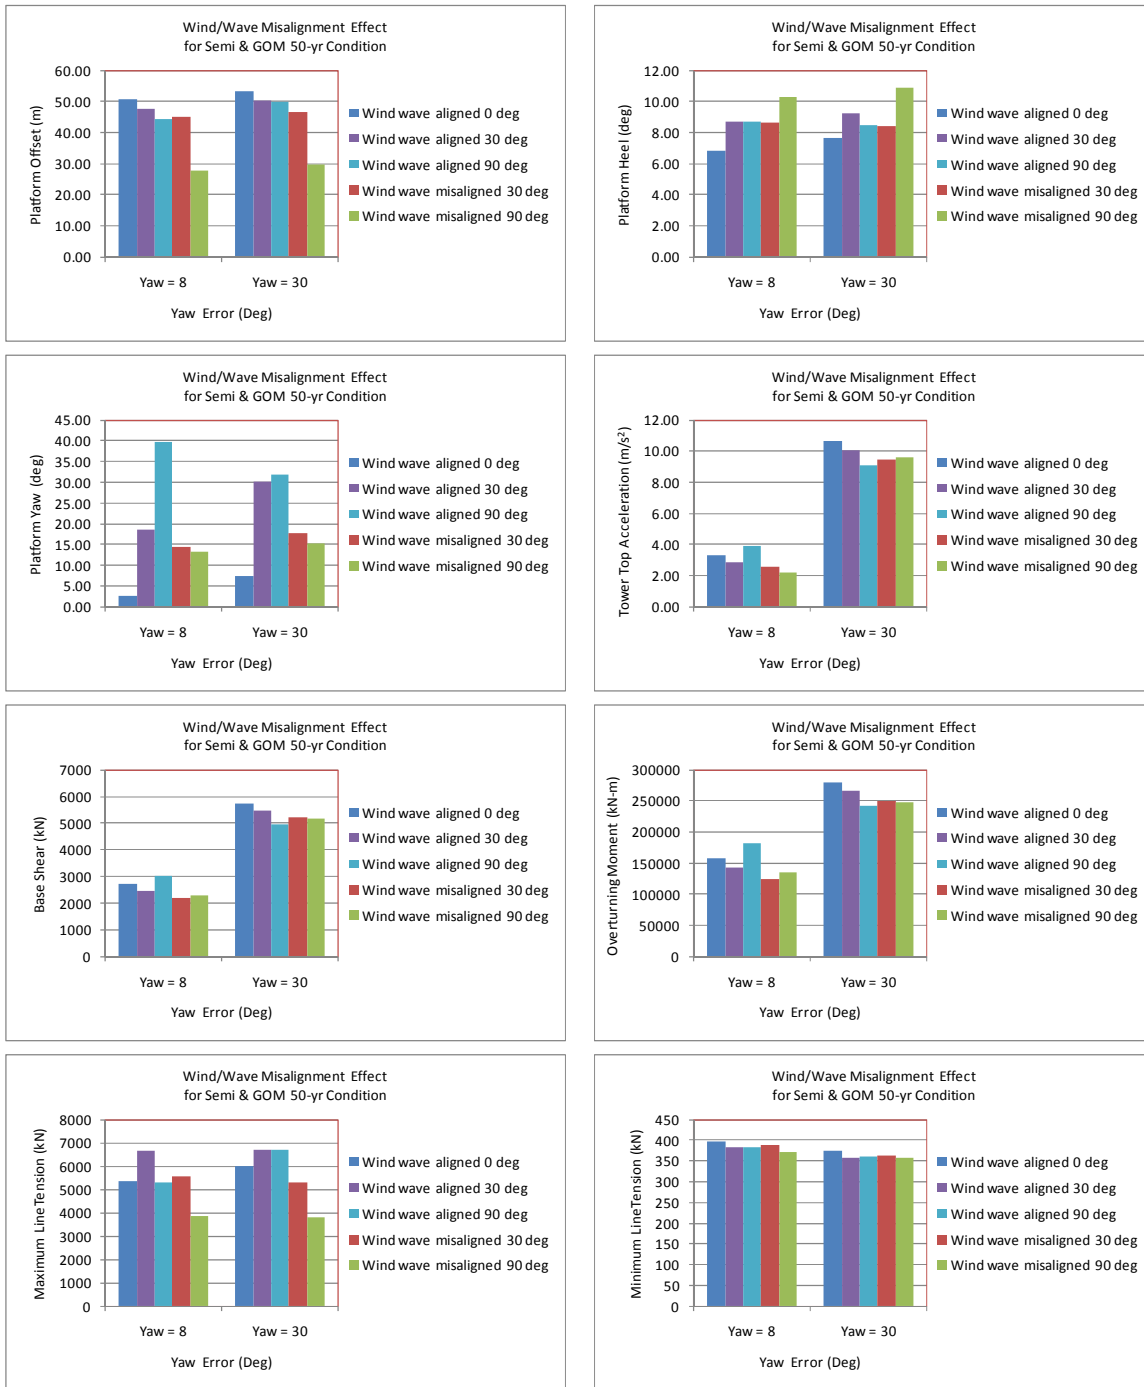 Wind/Wave Misalignment Effect
for Semi & GOM 50-yr Condition
Platform Offset (m)
60.00
50.00
40.00
30.00
20.00
10.00
0.00
Yaw = 8
Yaw = 30
Yaw Error (Deg)
Wind wave aligned 0 deg
Wind wave aligned 30 deg
Wind wave aligned 90 deg
Wind wave misaligned 30 deg
Wind wave misaligned 90 deg
Wind/Wave Misalignment Effect
for Semi & GOM 50-yr Condition
Platform Heel (deg)
12.00
10.00
8.00
6.00
4.00
2.00
0.00
Yaw = 8
Yaw = 30
Yaw Error (Deg)
Wind wave aligned 0 deg
Wind wave aligned 30 deg
Wind wave aligned 90 deg
Wind wave misaligned 30 deg
Wind wave misaligned 90 deg
Wind/Wave Misalignment Effect
for Semi & GOM 50-yr Condition
Platform Yaw (deg)
45.00
40.00
35.00
30.00
25.00
20.00
15.00
10.00
5.00
0.00
Yaw = 8
Yaw = 30
Yaw Error (Deg)
Wind wave aligned 0 deg
Wind wave aligned 30 deg
Wind wave aligned 90 deg
Wind wave misaligned 30 deg
Wind wave misaligned 90 deg
Wind/Wave Misalignment Effect
for Semi & GOM 50-yr Condition
Tower Top Acceleration (m/s²)
12.00
10.00
8.00
6.00
4.00
2.00
0.00
Yaw = 8
Yaw = 30
Yaw Error (Deg)
Wind wave aligned 0 deg
Wind wave aligned 30 deg
Wind wave aligned 90 deg
Wind wave misaligned 30 deg
Wind wave misaligned 90 deg
Wind/Wave Misalignment Effect
for Semi & GOM 50-yr Condition
Base Shear (kN)
7000
6000
5000
4000
3000
2000
1000
0
Yaw = 8
Yaw = 30
Yaw Error (Deg)
Wind wave aligned 0 deg
Wind wave aligned 30 deg
Wind wave aligned 90 deg
Wind wave misaligned 30 deg
Wind wave misaligned 90 deg
Wind/Wave Misalignment Effect
for Semi & GOM 50-yr Condition
Overturning Moment (kN-m)
300000
250000
200000
150000
100000
50000
0
Yaw = 8
Yaw = 30
Yaw Error (Deg)
Wind wave aligned 0 deg
Wind wave aligned 30 deg
Wind wave aligned 90 deg
Wind wave misaligned 30 deg
Wind wave misaligned 90 deg
Wind/Wave Misalignment Effect
for Semi & GOM 50-yr Condition
Maximum Line Tension (kN)
8000
7000
6000
5000
4000
3000
2000
1000
0
Yaw = 8
Yaw = 30
Yaw Error (Deg)
Wind wave aligned 0 deg
Wind wave aligned 30 deg
Wind wave aligned 90 deg
Wind wave misaligned 30 deg
Wind wave misaligned 90 deg
Wind/Wave Misalignment Effect
for Semi & GOM 50-yr Condition
Minimum Line Tension (kN)
450
400
350
300
250
200
150
100
50
0
Yaw = 8
Yaw = 30
Yaw Error (Deg)
Wind wave aligned 0 deg
Wind wave aligned 30 deg
Wind wave aligned 90 deg
Wind wave misaligned 30 deg
Wind wave misaligned 90 deg